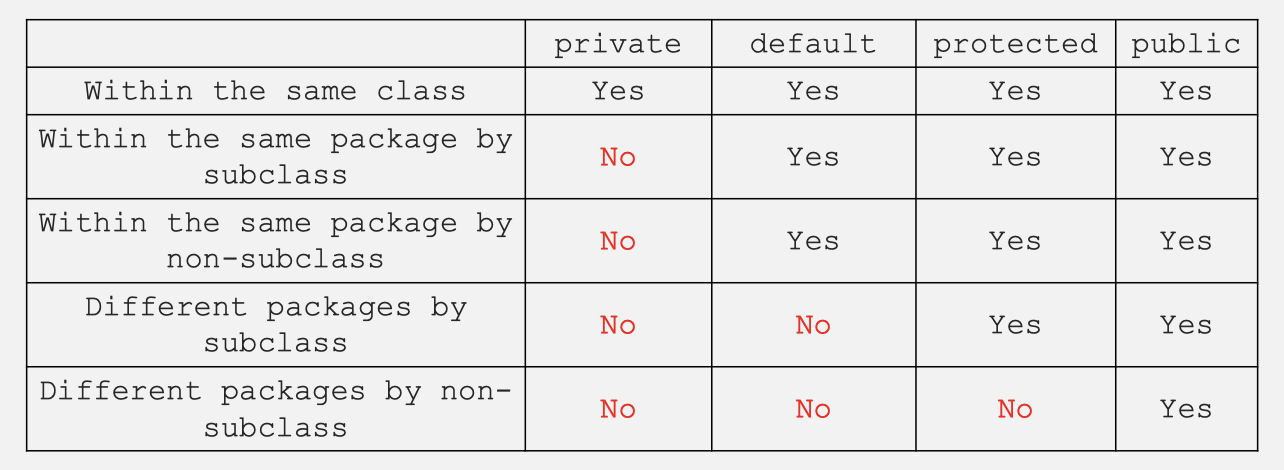 private default protected public
Within the same class Yes Yes Yes Yes
Within the same package by
subclass No Yes Yes Yes
Within the same package by
non-subclass No Yes Yes Yes
Different packages by
subclass No No Yes Yes
Different packages by non-
subclass No No No Yes